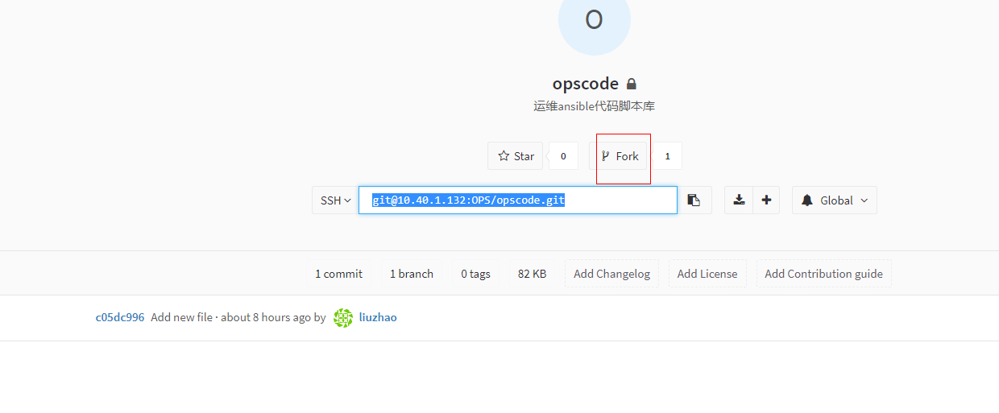 O
opscode
运维ansible代码脚本库
Star 0 Fork 1
SSH git@10.40.1.132:OPS/opscode.git Global
1 commit 1 branch 0 tags 82 KB Add Changelog Add License Add Contribution guide
c05dc996 Add new file · about 8 hours ago by liuzhao